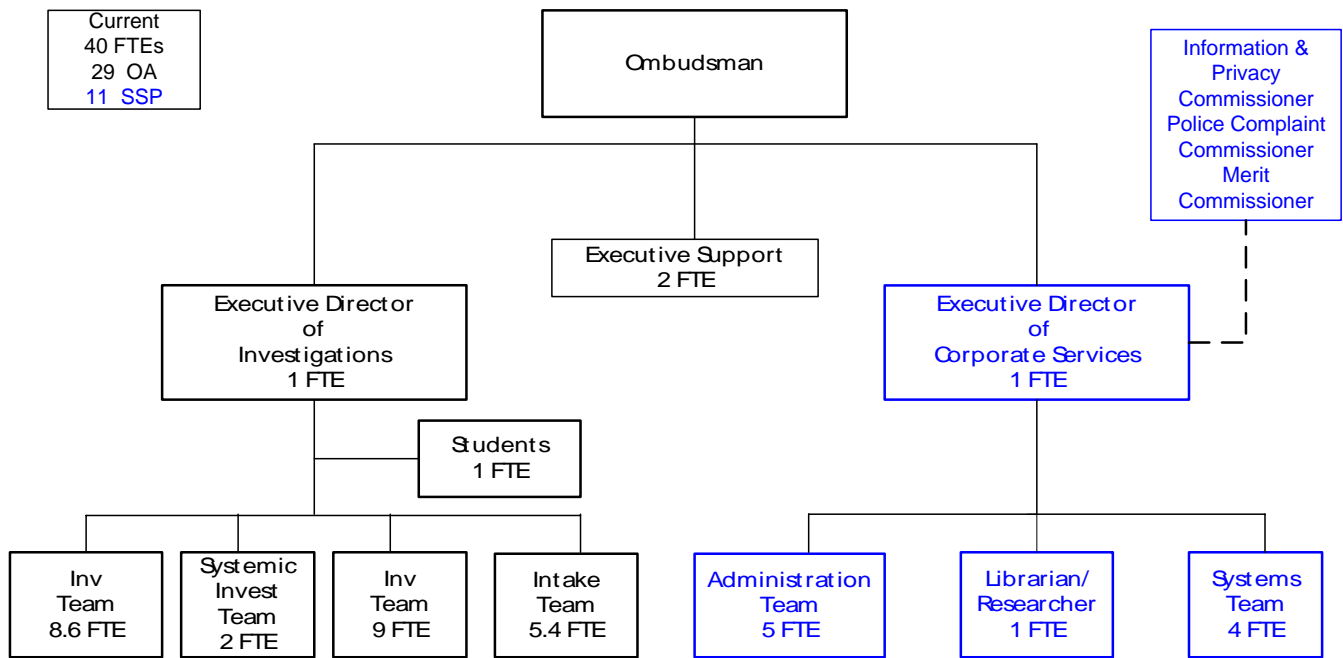 Current
40 FTEs
29 OA
11 SSP
Ombudsman
Information &
Privacy
Commissioner
Police Complaint
Commissioner
Merit
Commissioner
Executive Support
2 FTE
Executive Director
of
Investigations
1 FTE
Executive Director
of
Corporate Services
1 FTE
Students
1 FTE
Inv
Team
8.6 FTE
Systemic
Invest
Team
2 FTE
Inv
Team
9 FTE
Intake
Team
5.4 FTE
Administration
Team
5 FTE
Librarian/
Researcher
1 FTE
Systems
Team
4 FTE